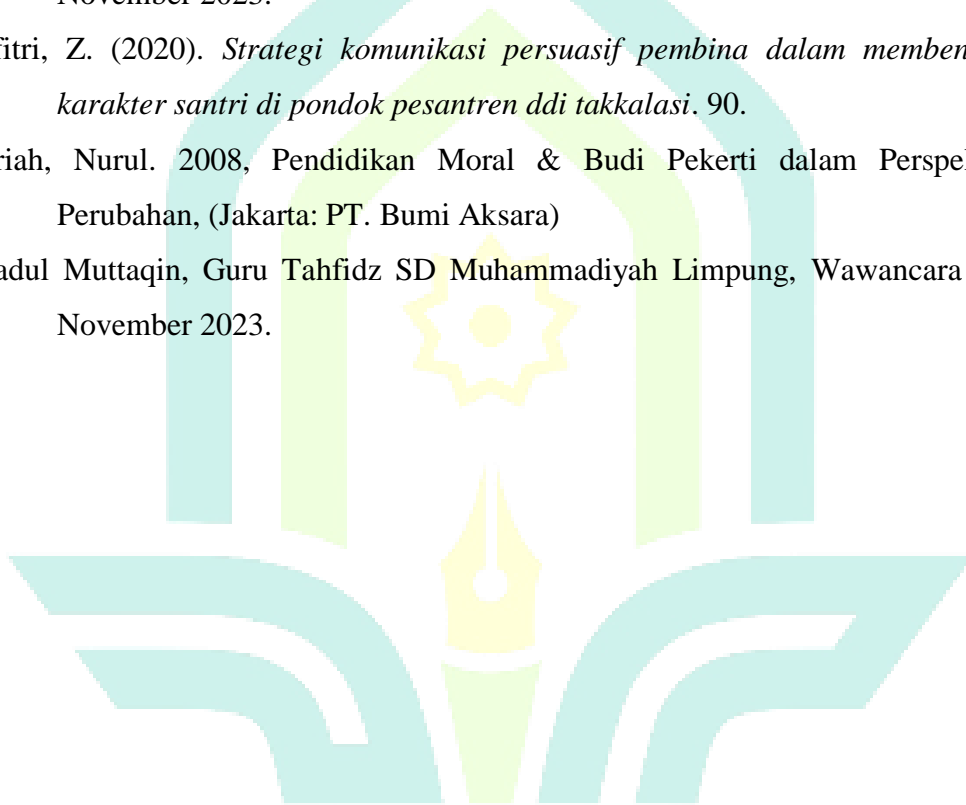 November 2023.
fitri, Z. (2020). Strategi komunikasi persuasif pembina dalam memben
karakter santri di pondok pesantren ddi takkalasi. 90.
riah, Nurul. 2008, Pendidikan Moral & Budi Pekerti dalam Perspe
Perubahan, (Jakarta: PT. Bumi Aksara)
adul Muttaqin, Guru Tahfidz SD Muhammadiyah Limpung, Wawancara
November 2023.